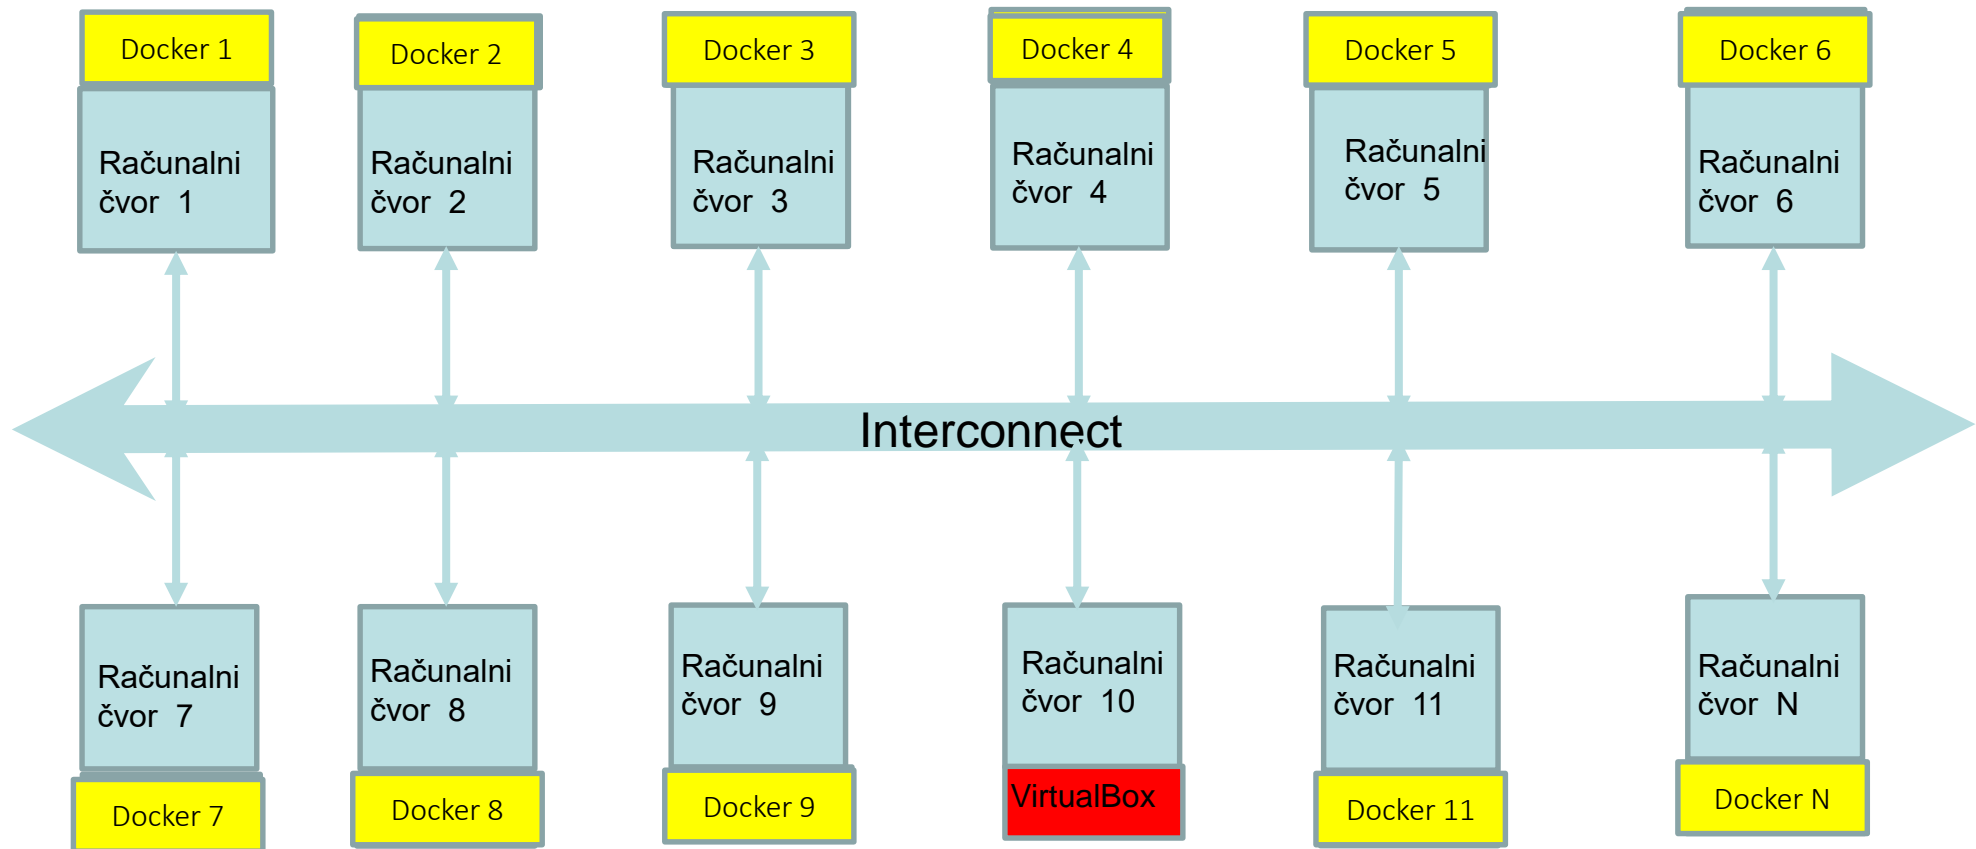 Docker 1
Docker 2
Docker 3
Docker 4
Docker 5
Docker 6
Računalni
čvor 1
Računalni
čvor 2
Računalni
čvor 3
Računalni
čvor 4
Računalni
čvor 5
Računalni
čvor 6
Interconnect
Računalni
čvor 7
Računalni
čvor 8
Računalni
čvor 9
Računalni
čvor 10
Računalni
čvor 11
Računalni
čvor N
Docker 7
Docker 8
Docker 9
VirtualBox
Docker 11
Docker N